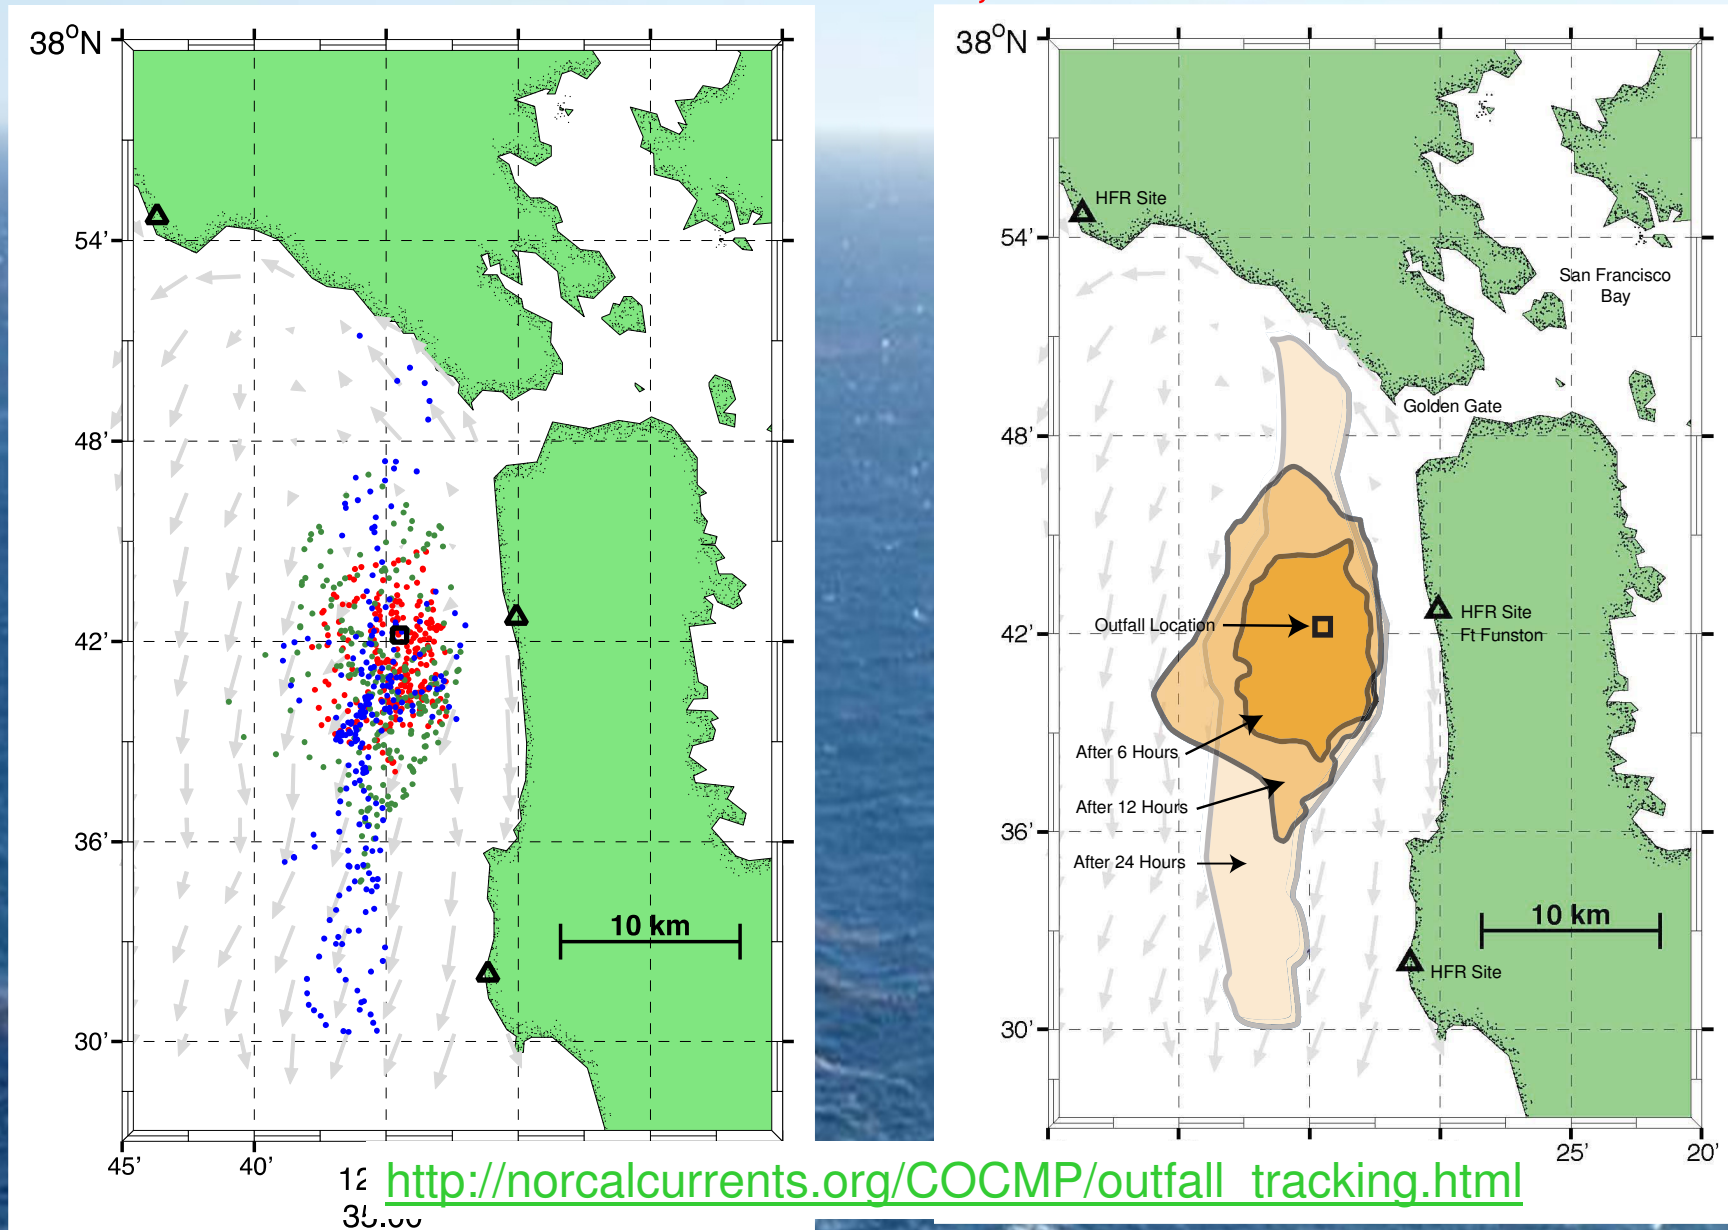 38°N
54'
48'
42'
36'
30'
45'
40'
10 km
38°N
54'
48'
42'
36'
30'
25'
20'
HFR Site
San Francisco
Bay
Golden Gate
Outfall Location
HFR Site
Ft Funston
After 6 Hours
After 12 Hours
After 24 Hours
10 km
HFR Site
http://norcalcurrents.org/COCMP/outfall_tracking.html